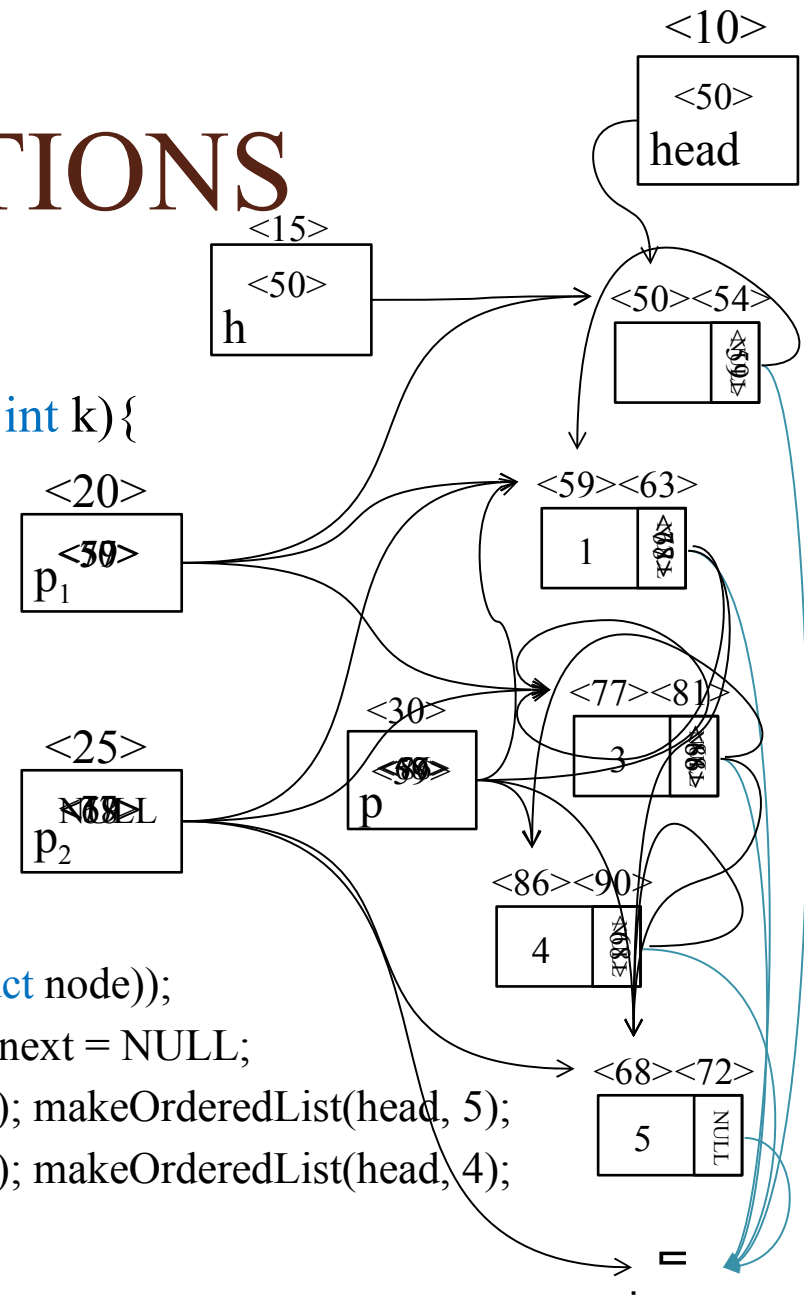 <10>
<50>
head
TIONS
<15>
<50>
h
<50><54>
int k){
<20>
p1
<59><63>
1
<30>
p
<77><81>
3
<25>
p2
<86><90>
4
ct node));
next = NULL;
); makeOrderedList(head, 5);
); makeOrderedList(head, 4);
<68><72>
5
NULL